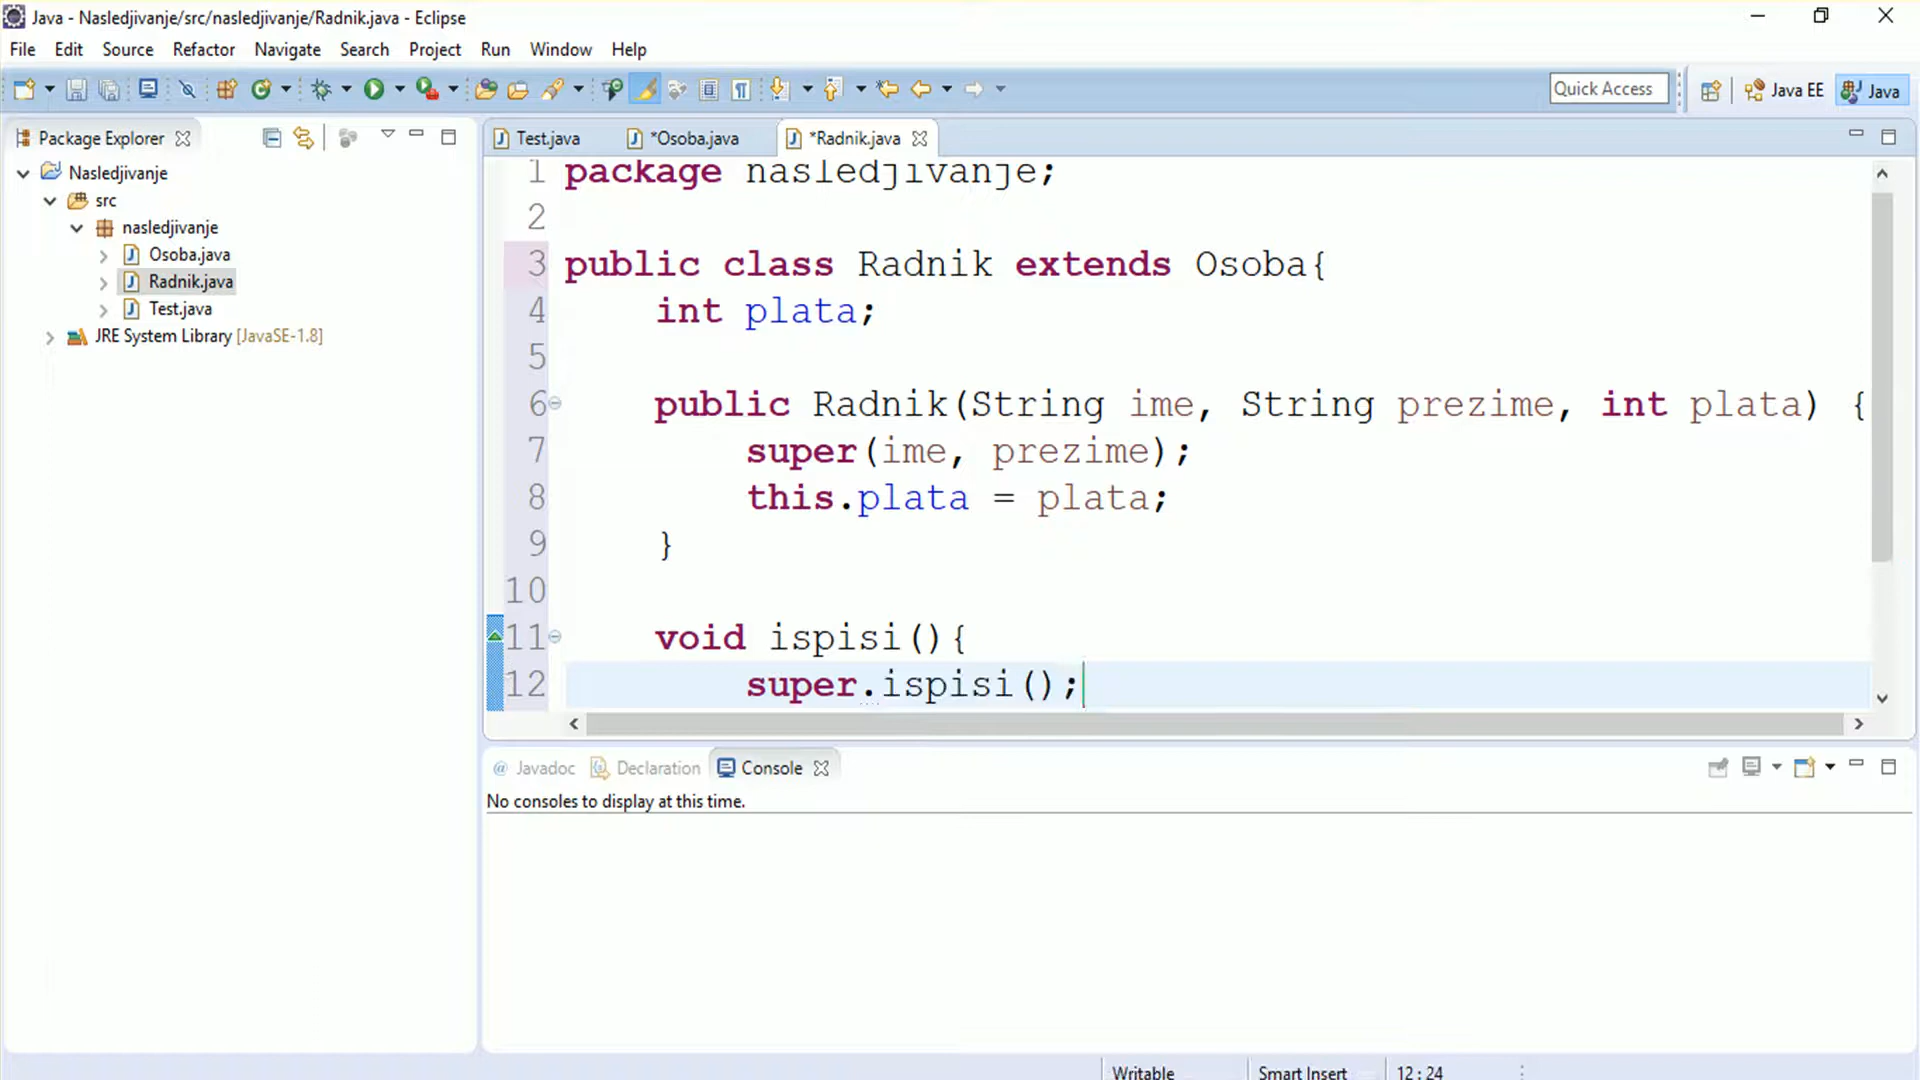 Java - Nasledjivanje/src/nasledjivanje/Radnik.java - Eclipse
File Edit Source Refactor Navigate Search Project Run Window Help
Quick Access Java EE Java
Package Explorer
Nasledjivanje
src
nasledjivanje
Osoba.java
Radnik.java
Test.java
JRE System Library [JavaSE-1.8]
Test.java *Osoba.java *Radnik.java
1 package nasledjivanje;
2
3 public class Radnik extends Osoba{
4 int plata;
5
6 public Radnik(String ime, String prezime, int plata) {
7 super(ime, prezime);
8 this.plata = plata;
9 }
10
11 void ispisi(){
12 super.ispisi();
@ Javadoc Declaration Console
No consoles to display at this time.
Writable Smart Insert 12 : 24